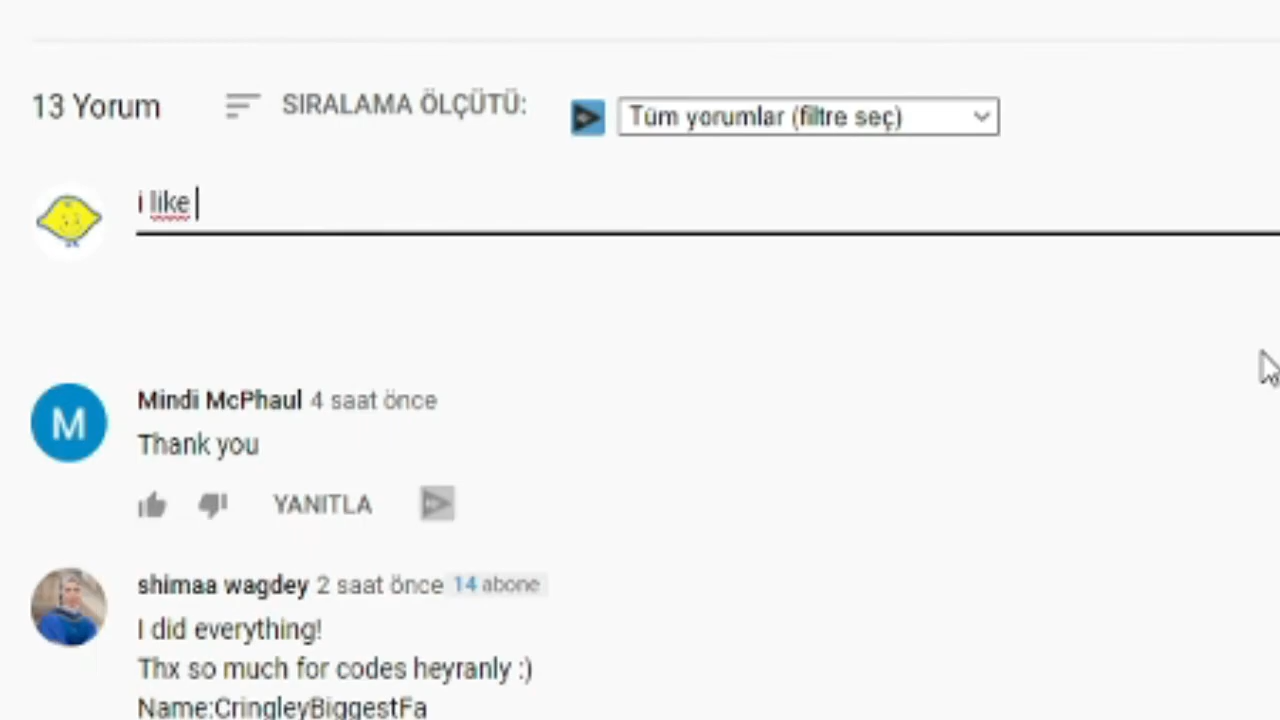 13 Yorum SIRALAMA ÖLÇÜTÜ: Tüm yorumlar (filtre seç)
i like
M
Mindi McPhaul 4 saat önce
Thank you
YANITLA
shimaa wagdey 2 saat önce 14 abone
I did everything!
Thx so much for codes heyranly :)
Name:CringleyBiggestFa